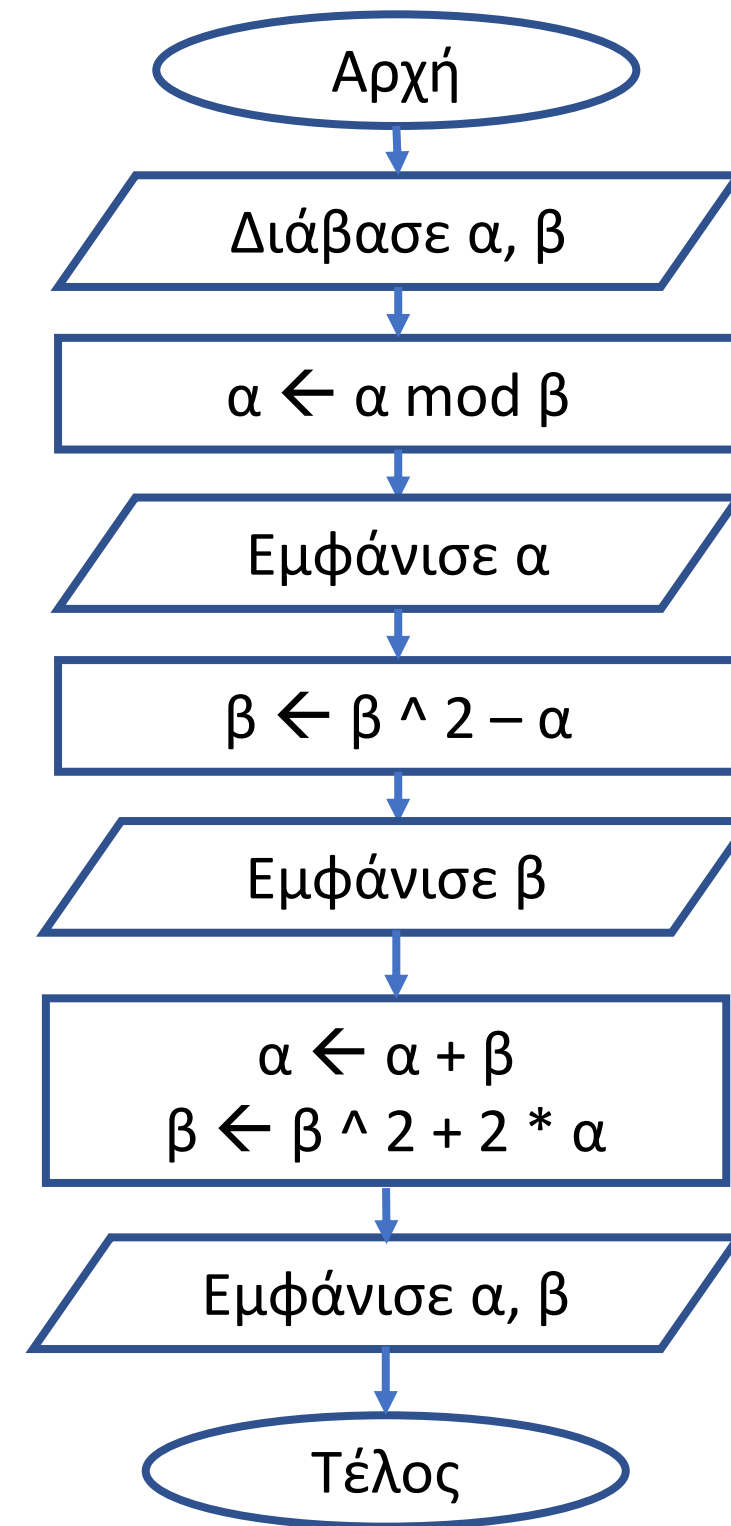 Αρχή
Διάβασε α, β
α ← α mod β
Εμφάνισε α
β ← β ^ 2 – α
Εμφάνισε β
α ← α + β
β ← β ^ 2 + 2 * α
Εμφάνισε α, β
Τέλος